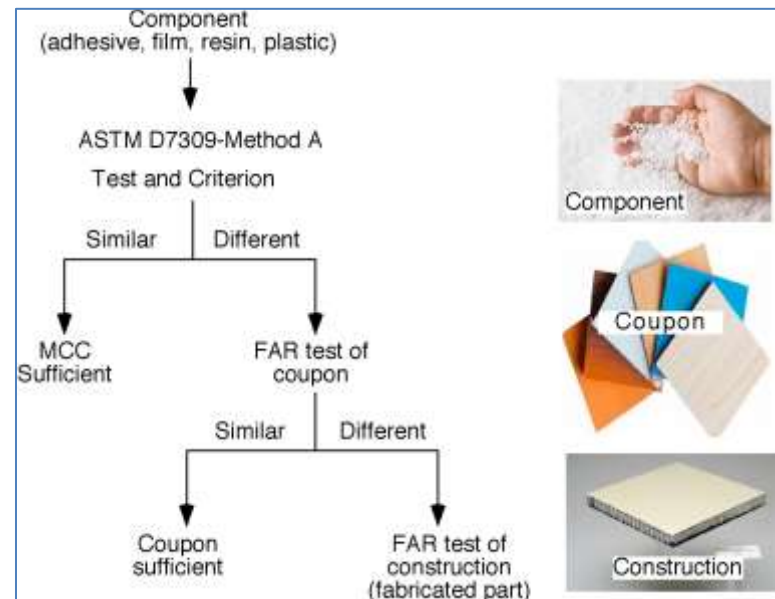 Component
(adhesive, film, resin, plastic)
ASTM D7309-Method A
Test and Criterion
Component
Similar
Different
MCC
Sufficient
FAR test of
coupon
Coupon
Similar
Different
Coupon
sufficient
FAR test of
construction
(fabricated part)
Construction